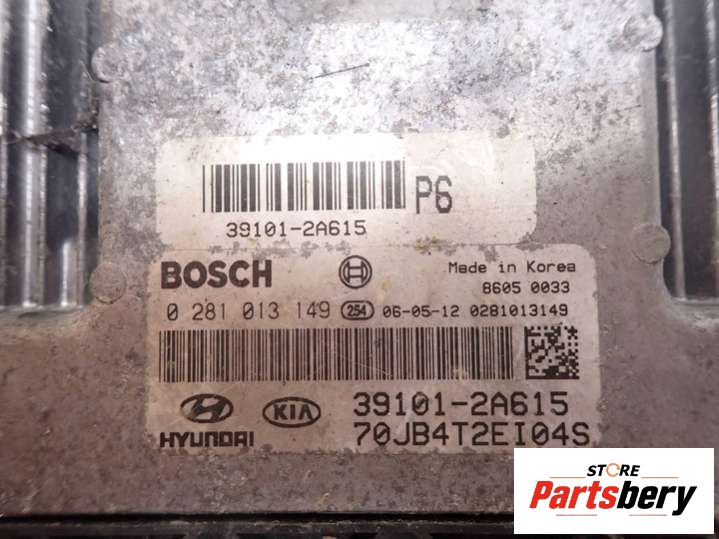 P6
39101-2A615
BOSCH
Made in Korea
8605 0033
0 281 013 149 254 06-05-12 0281013149
HYUNDAI
KIA
39101-2A615
70JB4T2EI04S
STORE
Partsbery